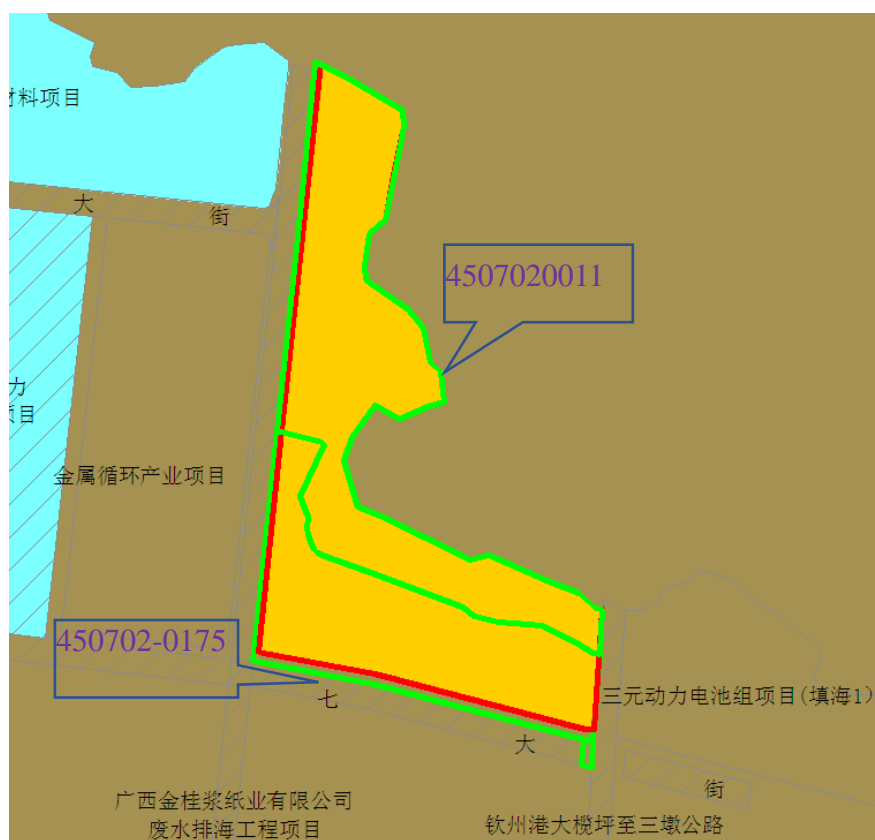 材料项目
大
街
4507020011
力
项目
金属循环产业项目
450702-0175
七
三元动力电池组项目(填海1)
大
街
广西金桂浆纸业有限公司
废水排海工程项目
钦州港大榄坪至三墩公路